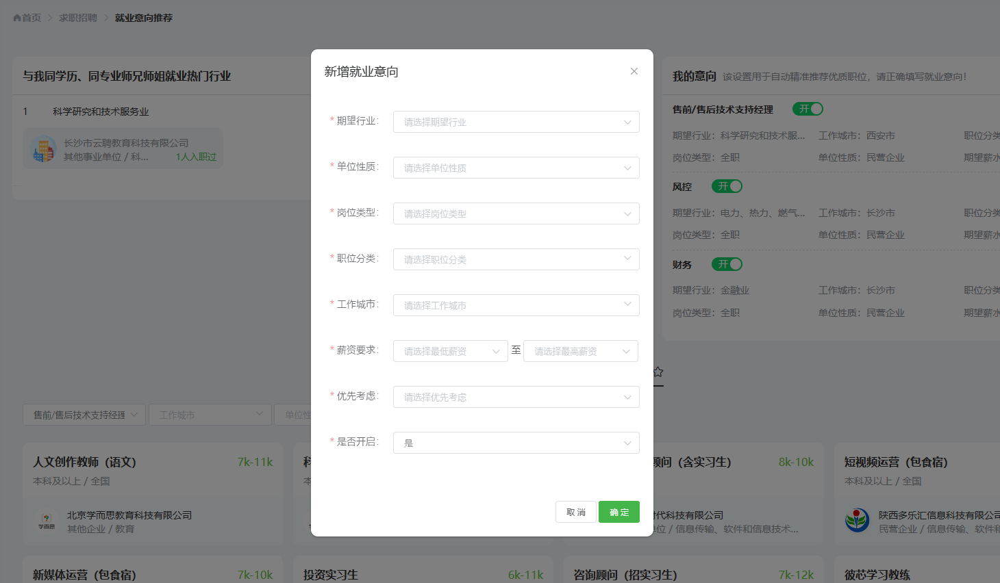 首页 > 求职招聘 > 就业意向推荐
与我同学历、同专业师兄师姐就业热门行业
1 科学研究和技术服务业
长沙市云聘教育科技有限公司
其他事业单位 / 科... 1人入职过
新增就业意向
* 期望行业: 请选择期望行业
* 单位性质: 请选择单位性质
* 岗位类型: 请选择岗位类型
* 职位分类: 请选择职位分类
* 工作城市: 请选择工作城市
* 薪资要求: 请选择最低薪资 至 请选择最高薪资
* 优先考虑: 请选择优先考虑
* 是否开启: 是
取 消 确 定
我的意向 该设置用于自动精准推荐优质职位，请正确填写就业意向！
售前/售后技术支持经理 开
期望行业：科学研究和技术服... 工作城市：西安市 职位分类
岗位类型：全职 单位性质：民营企业 期望薪水
风控 开
期望行业：电力、热力、燃气... 工作城市：长沙市 职位分类
岗位类型：全职 单位性质：民营企业 期望薪水
财务 开
期望行业：金融业 工作城市：长沙市 职位分类
岗位类型：全职 单位性质：民营企业 期望薪水
售前/售后技术支持经理 工作城市 单位性
人文创作教师（语文） 7k-11k
本科及以上 / 全国
学而思
北京学而思教育科技有限公司
其他企业 / 教育
顾问（含实习生） 8k-10k
时代科技有限公司
单位 / 信息传输、软件和信息技术...
短视频运营（包食宿）
本科及以上 / 全国
陕西多乐汇信息科技有限公司
民营企业 / 信息传输、软件和
新媒体运营（包食宿） 7k-10k
投资实习生 6k-11k
咨询顾问（招实习生） 7k-12k
彼芯学习教练